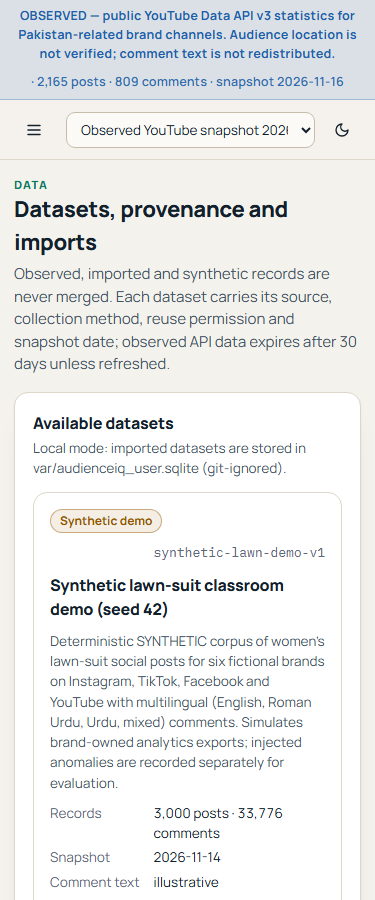 OBSERVED — public YouTube Data API v3 statistics for
Pakistan-related brand channels. Audience location is
not verified; comment text is not redistributed.
· 2,165 posts · 809 comments · snapshot 2026-11-16
Observed YouTube snapshot 2026
DATA
Datasets, provenance and
imports
Observed, imported and synthetic records are
never merged. Each dataset carries its source,
collection method, reuse permission and
snapshot date; observed API data expires after 30
days unless refreshed.
Available datasets
Local mode: imported datasets are stored in
var/audienceiq_user.sqlite (git-ignored).
Synthetic demo
synthetic-lawn-demo-v1
Synthetic lawn-suit classroom
demo (seed 42)
Deterministic SYNTHETIC corpus of women's
lawn-suit social posts for six fictional brands
on Instagram, TikTok, Facebook and
YouTube with multilingual (English, Roman
Urdu, Urdu, mixed) comments. Simulates
brand-owned analytics exports; injected
anomalies are recorded separately for
evaluation.
Records 3,000 posts · 33,776
comments
Snapshot 2026-11-14
Comment text illustrative